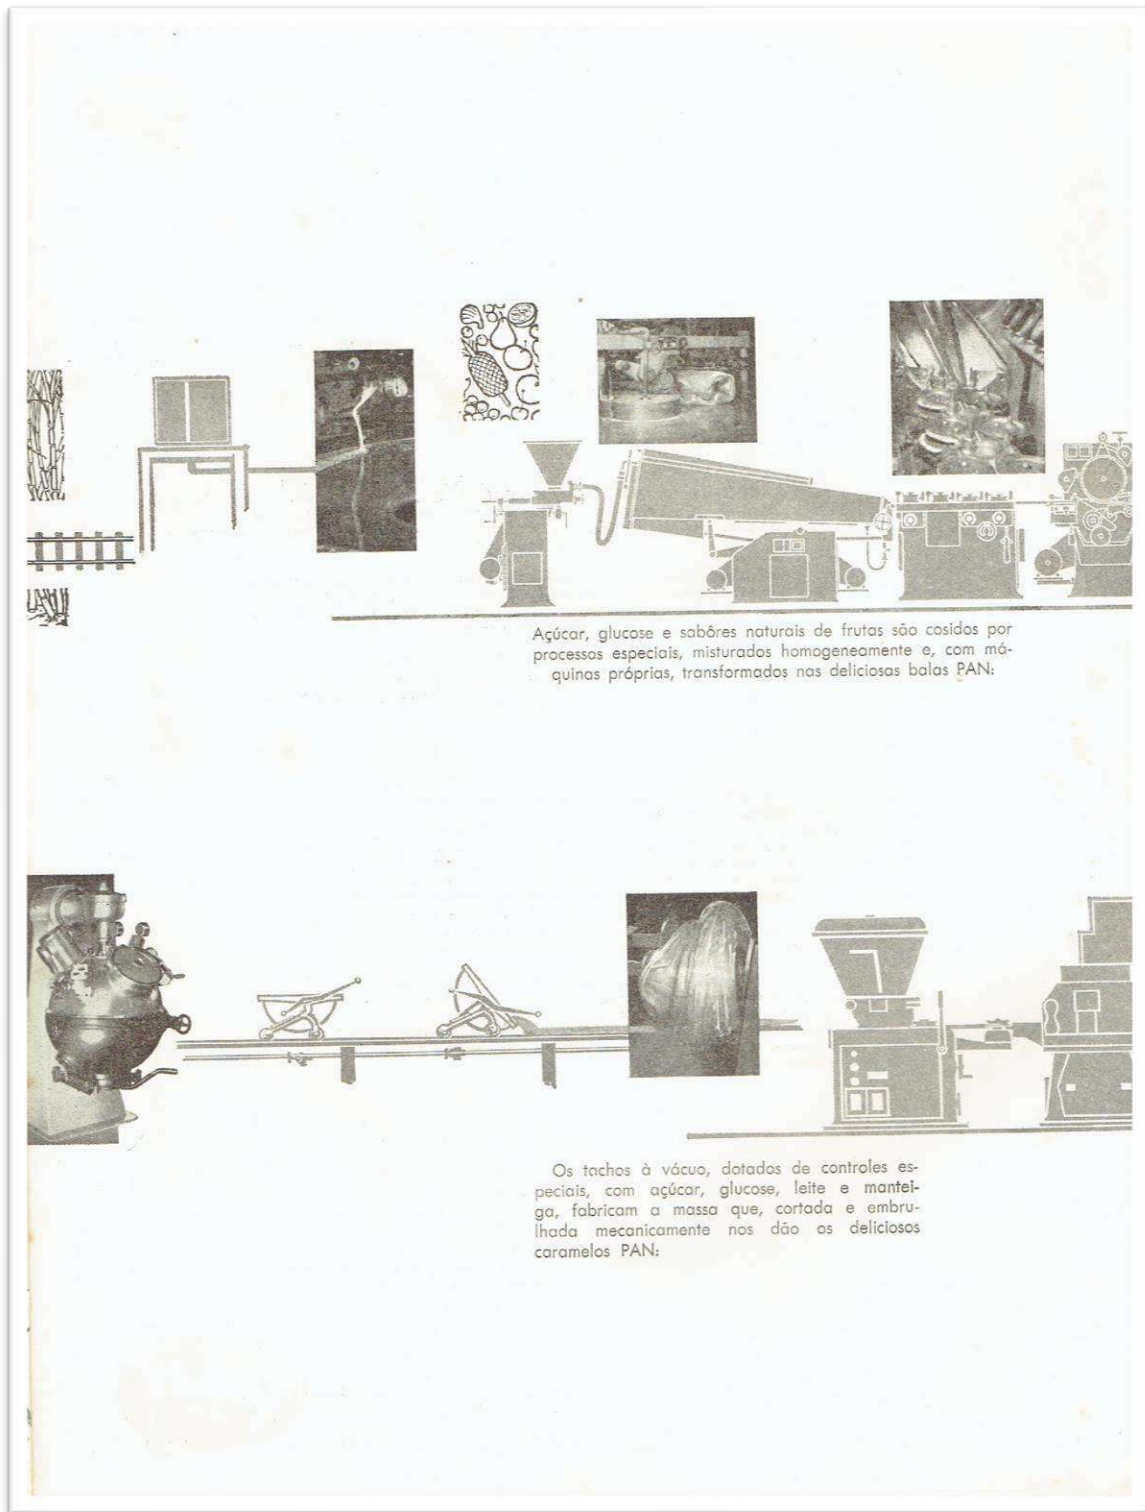 Açúcar, glucose e sabôres naturais de frutas são cosidos por
processos especiais, misturados homogeneamente e, com má-
quinas próprias, transformados nas deliciosas balas PAN:
Os tachos à vácuo, dotados de controles es-
peciais, com açúcar, glucose, leite e mantei-
ga, fabricam a massa que, cortada e embru-
lhada mecanicamente nos dão os deliciosos
caramelos PAN: